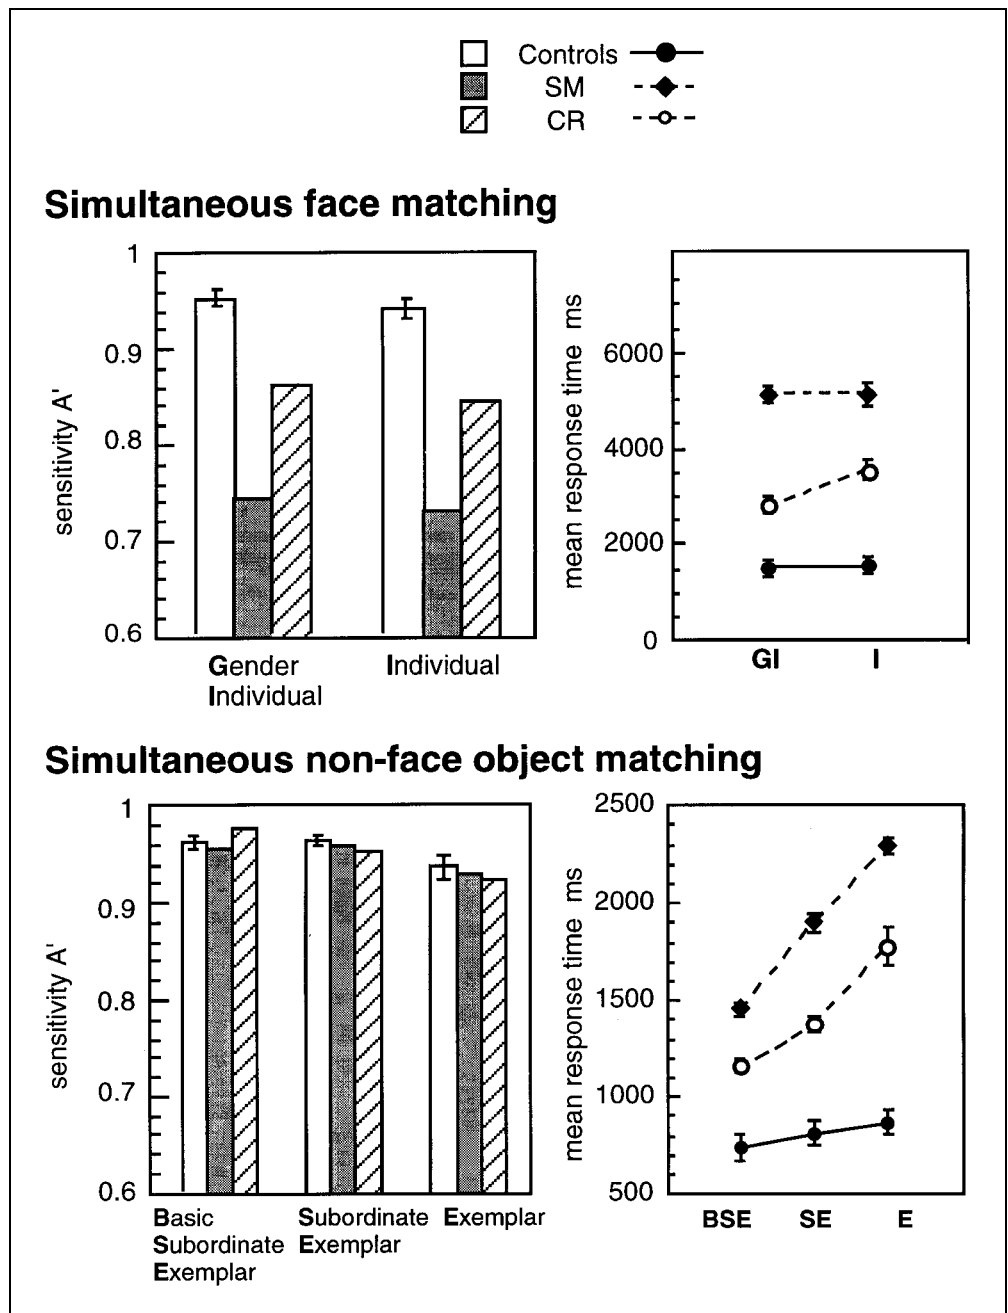 Controls
SM
CR
Simultaneous face matching
sensitivity A'
1
0.9
0.8
0.7
0.6
Gender
Individual
Individual
mean response time ms
6000
4000
2000
0
GI
I
Simultaneous non-face object matching
sensitivity A'
1
0.9
0.8
0.7
0.6
Basic
Subordinate
Exemplar
Subordinate
Exemplar
Exemplar
mean response time ms
2500
2000
1500
1000
500
BSE
SE
E